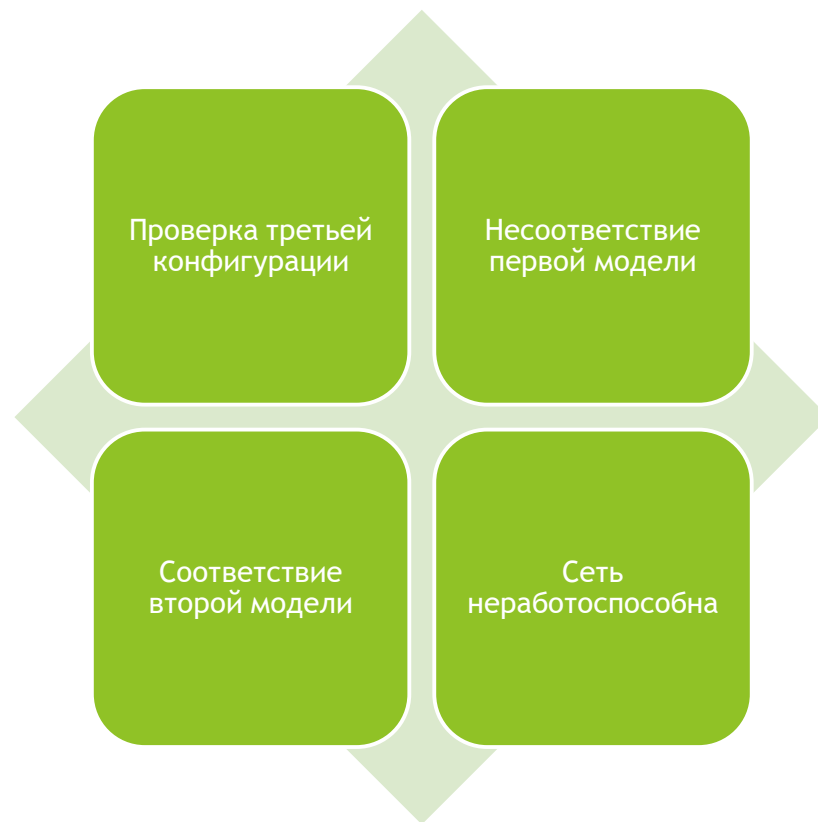 Проверка третьей
конфигурации
Несоответствие
первой модели
Соответствие
второй модели
Сеть
неработоспособна